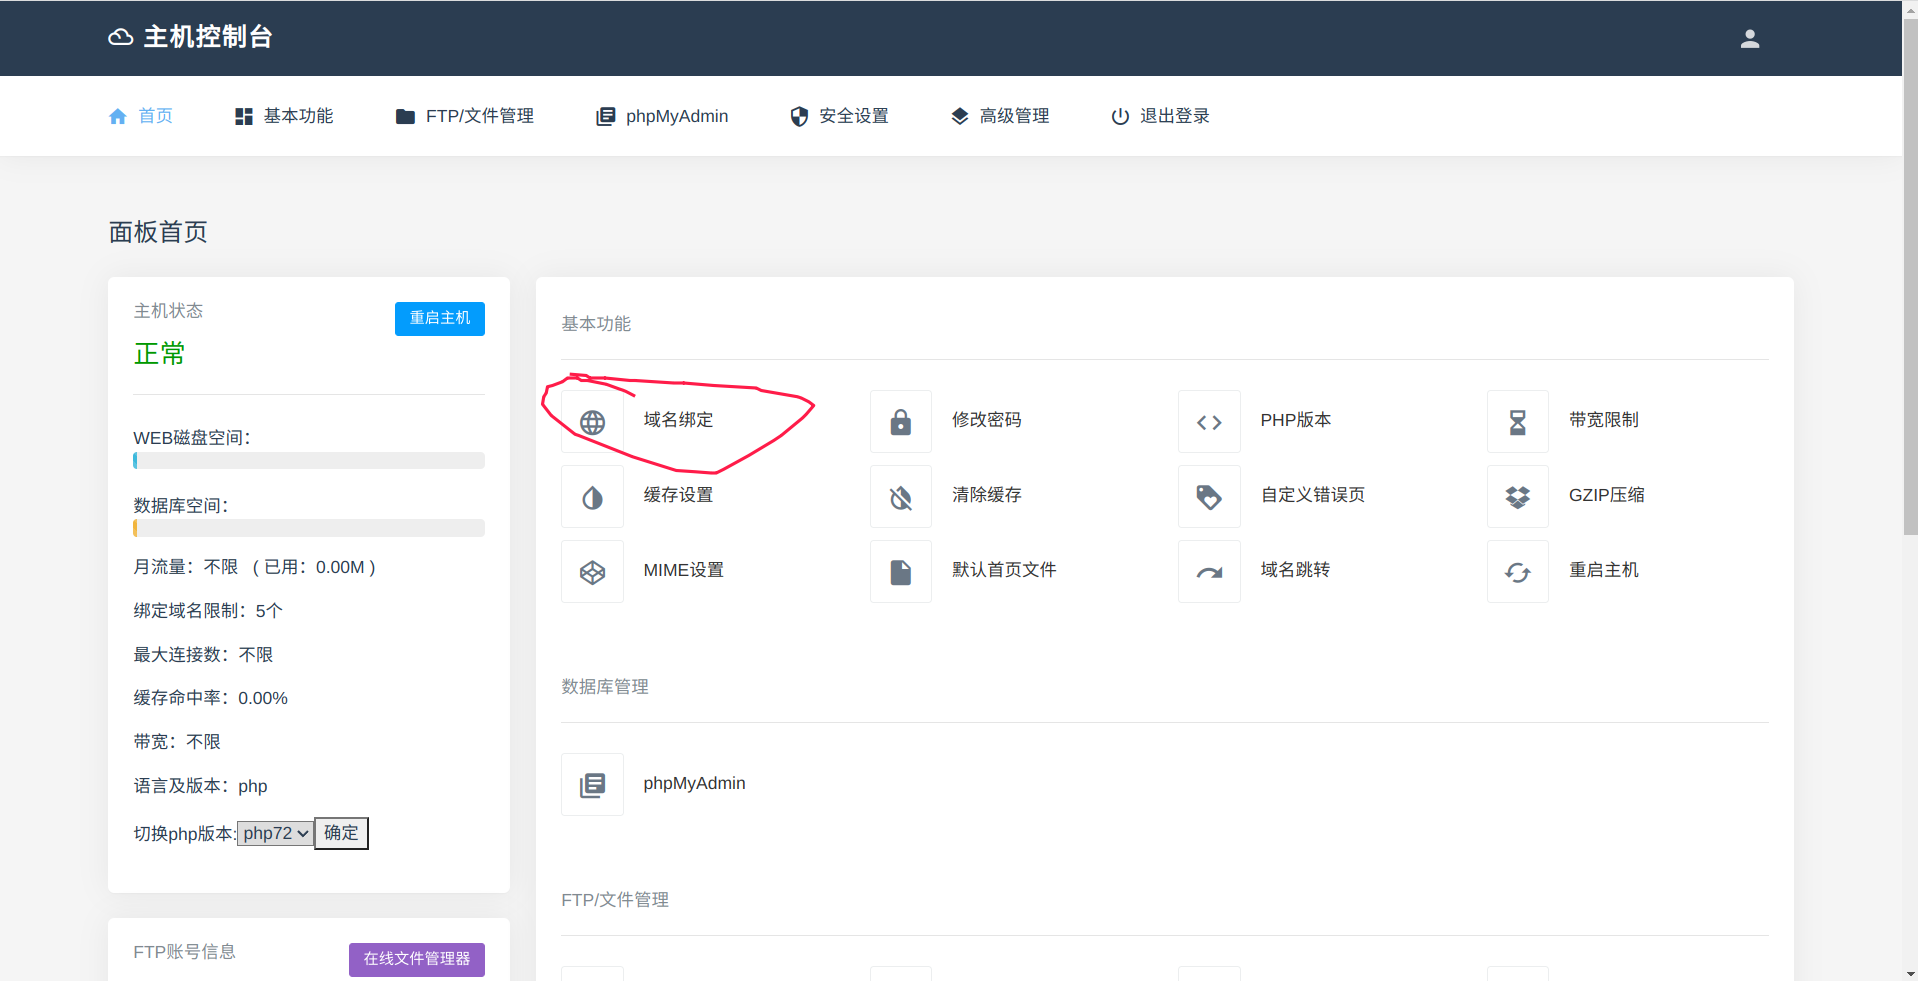 主机控制台
首页 基本功能 FTP/文件管理 phpMyAdmin 安全设置 高级管理 退出登录
面板首页
主机状态
重启主机
正常
WEB磁盘空间：
数据库空间：
月流量：不限 ( 已用：0.00M )
绑定域名限制：5个
最大连接数：不限
缓存命中率：0.00%
带宽：不限
语言及版本：php
切换php版本:php72 确定
FTP账号信息
在线文件管理器
基本功能
域名绑定 修改密码 PHP版本 带宽限制
缓存设置 清除缓存 自定义错误页 GZIP压缩
MIME设置 默认首页文件 域名跳转 重启主机
数据库管理
phpMyAdmin
FTP/文件管理